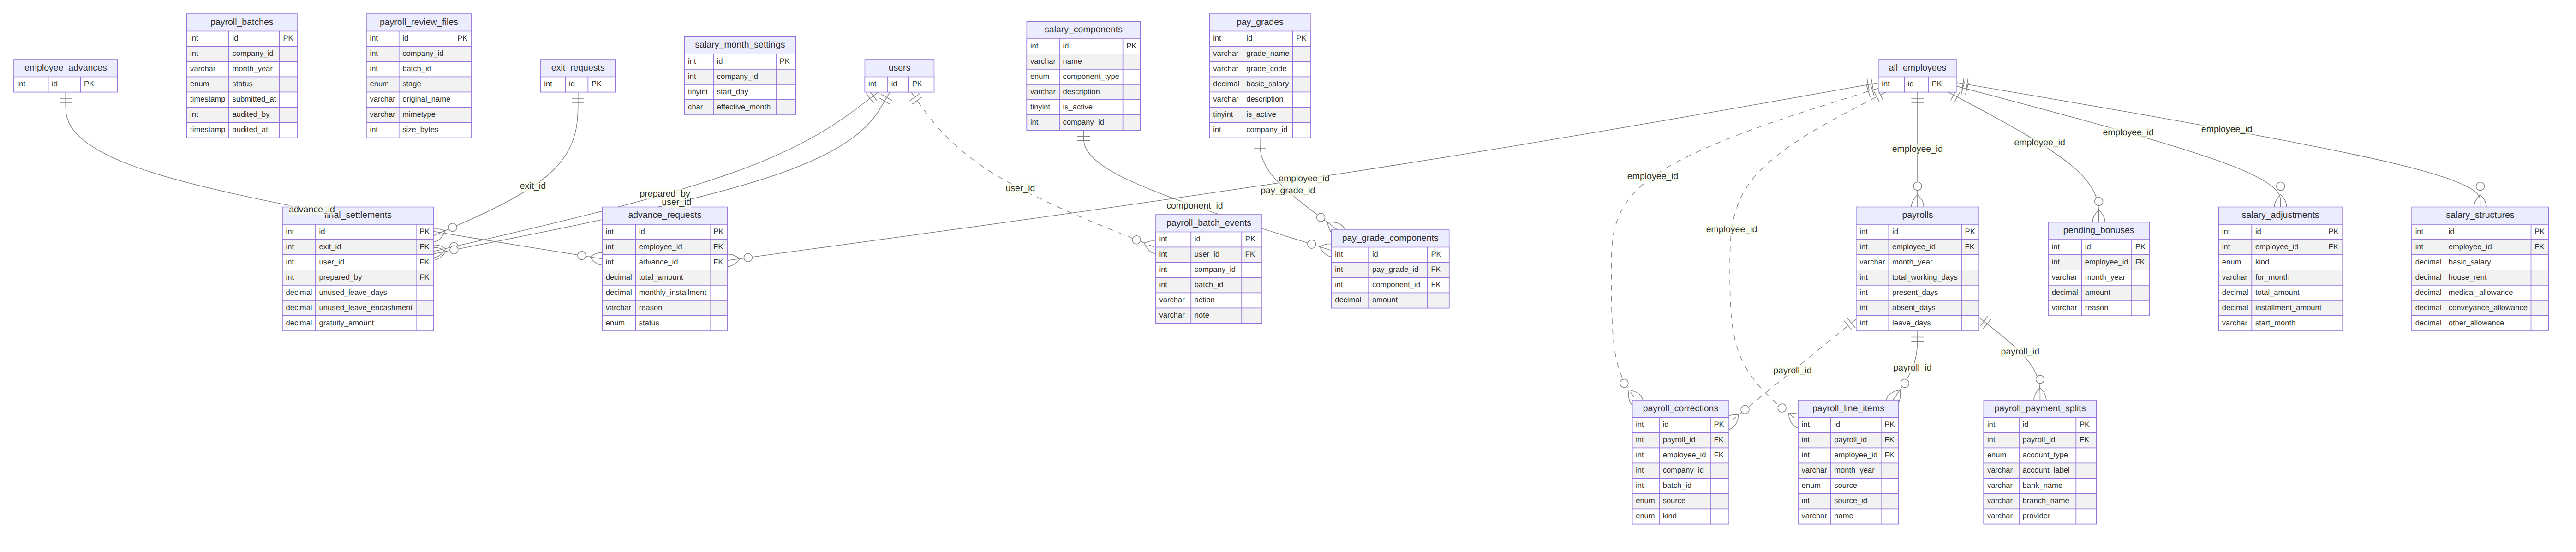 payroll_batches
int id PK
int company_id
varchar month_year
enum status
timestamp submitted_at
int audited_by
timestamp audited_at
payroll_review_files
int id PK
int company_id
int batch_id
enum stage
varchar original_name
varchar mimetype
int size_bytes
salary_month_settings
int id PK
int company_id
tinyint start_day
char effective_month
salary_components
int id PK
varchar name
enum component_type
varchar description
tinyint is_active
int company_id
pay_grades
int id PK
varchar grade_name
varchar grade_code
decimal basic_salary
varchar description
tinyint is_active
int company_id
employee_advances
int id PK
exit_requests
int id PK
users
int id PK
all_employees
int id PK
employee_id
employee_id
employee_id
employee_id
employee_id
employee_id
employee_id
employee_id
exit_id
prepared_by
user_id
user_id
pay_grade_id
component_id
advance_id
final_settlements
int id PK
int exit_id FK
int user_id FK
int prepared_by FK
decimal unused_leave_days
decimal unused_leave_encashment
decimal gratuity_amount
advance_requests
int id PK
int employee_id FK
int advance_id FK
decimal total_amount
decimal monthly_installment
varchar reason
enum status
payroll_batch_events
int id PK
int user_id FK
int company_id
int batch_id
varchar action
varchar note
pay_grade_components
int id PK
int pay_grade_id FK
int component_id FK
decimal amount
payrolls
int id PK
int employee_id FK
varchar month_year
int total_working_days
int present_days
int absent_days
int leave_days
pending_bonuses
int id PK
int employee_id FK
varchar month_year
decimal amount
varchar reason
salary_adjustments
int id PK
int employee_id FK
enum kind
varchar for_month
decimal total_amount
decimal installment_amount
varchar start_month
salary_structures
int id PK
int employee_id FK
decimal basic_salary
decimal house_rent
decimal medical_allowance
decimal conveyance_allowance
decimal other_allowance
payroll_id
payroll_id
payroll_id
payroll_corrections
int id PK
int payroll_id FK
int employee_id FK
int company_id
int batch_id
enum source
enum kind
payroll_line_items
int id PK
int payroll_id FK
int employee_id FK
varchar month_year
enum source
int source_id
varchar name
payroll_payment_splits
int id PK
int payroll_id FK
enum account_type
varchar account_label
varchar bank_name
varchar branch_name
varchar provider